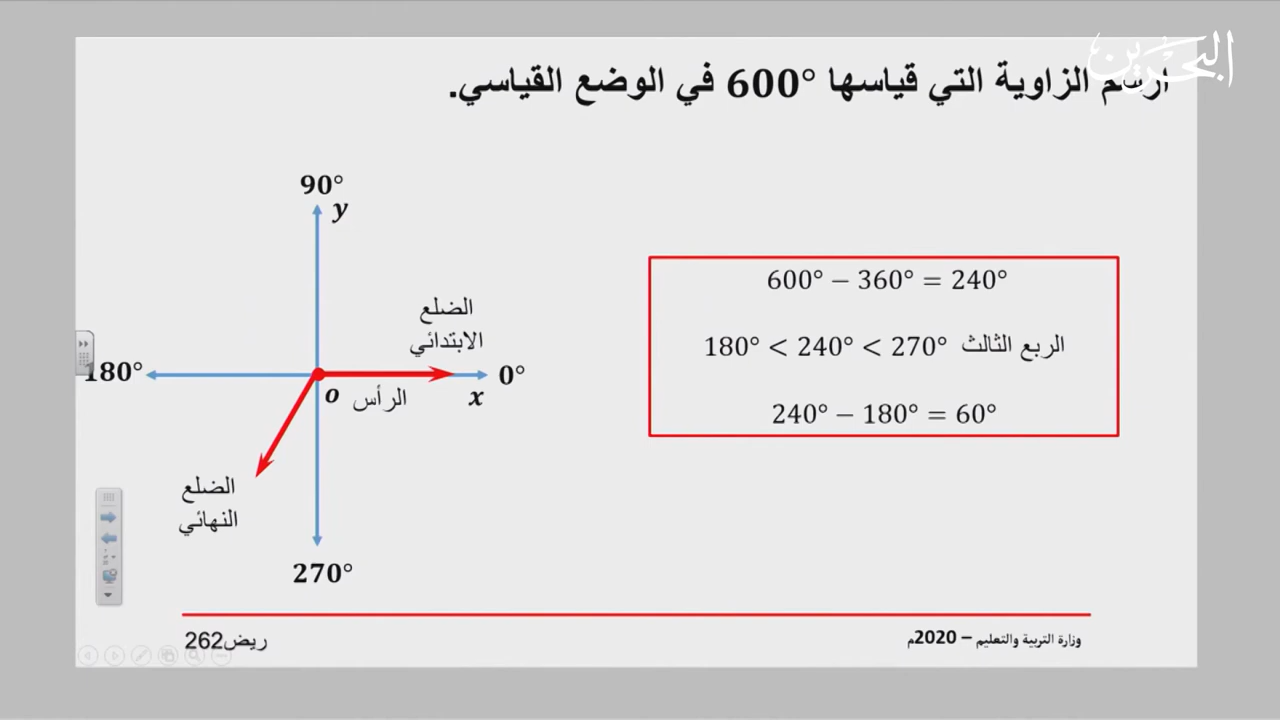 ارسم الزاوية التي قياسها 600° في الوضع القياسي.
البحرين
90°
y
الضلع
الابتدائي
180°
0°
o
الرأس
x
الضلع
النهائي
270°
600° − 360° = 240°
180° < 240° < 270° الربع الثالث
240° − 180° = 60°
وزارة التربية والتعليم – 2020م
ريض262